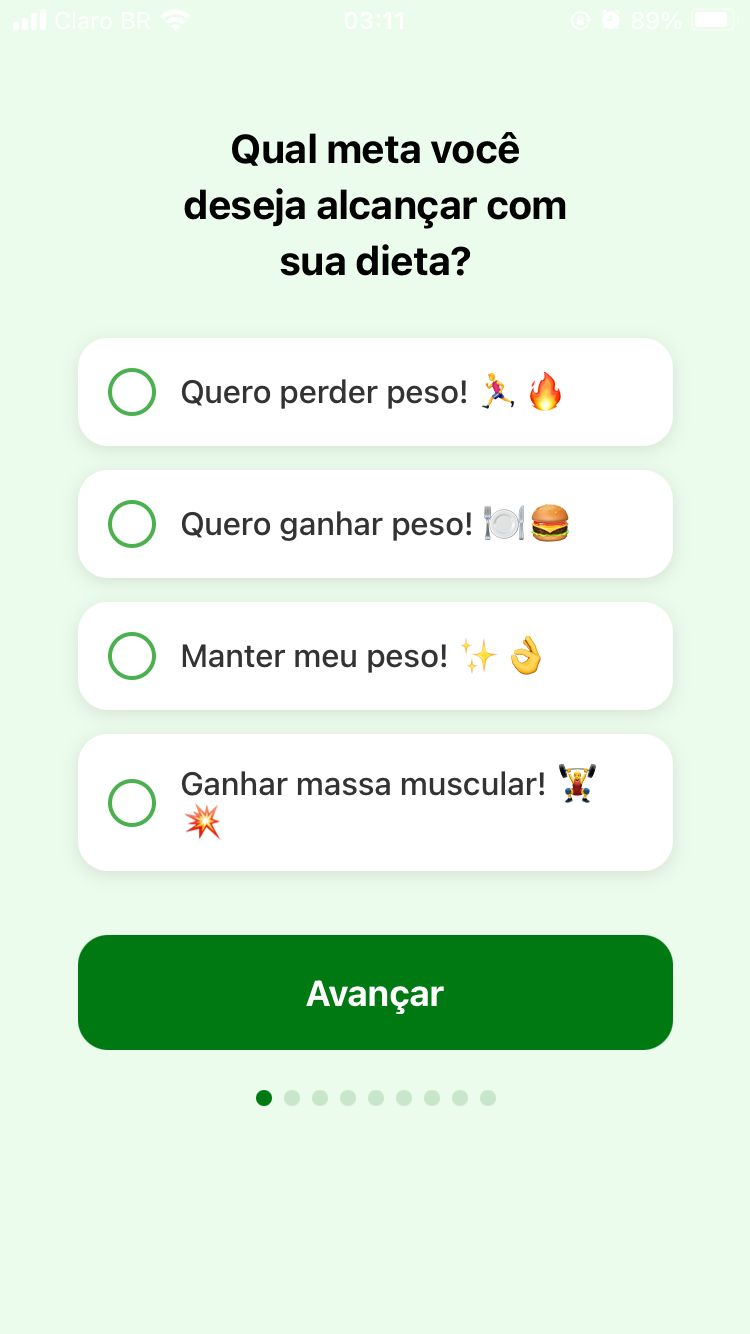 Claro BR 03:11 89%
Qual meta você
deseja alcançar com
sua dieta?
Quero perder peso! 🏃🔥
Quero ganhar peso! 🍽️🍔
Manter meu peso! ✨👌
Ganhar massa muscular! 🏋️
💥
Avançar